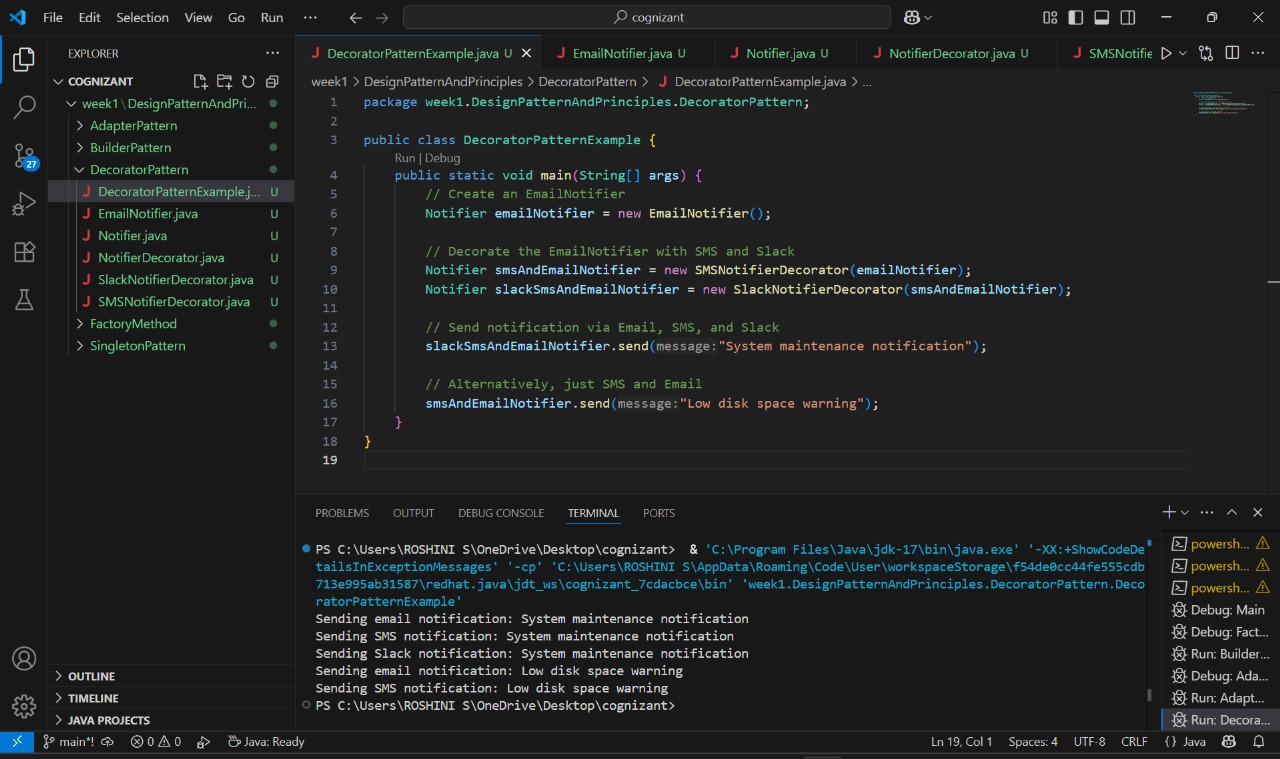 File Edit Selection View Go Run ··· cognizant
EXPLORER ···
COGNIZANT
week1\DesignPatternAndPri...
AdapterPattern
BuilderPattern
DecoratorPattern
DecoratorPatternExample.j... U
EmailNotifier.java U
Notifier.java U
NotifierDecorator.java U
SlackNotifierDecorator.java U
SMSNotifierDecorator.java U
FactoryMethod
SingletonPattern
27
OUTLINE
TIMELINE
JAVA PROJECTS
J DecoratorPatternExample.java U J EmailNotifier.java U J Notifier.java U J NotifierDecorator.java U J SMSNotifie
week1 > DesignPatternAndPrinciples > DecoratorPattern > J DecoratorPatternExample.java > ...
1 package week1.DesignPatternAndPrinciples.DecoratorPattern;
2
3 public class DecoratorPatternExample {
Run | Debug
4 public static void main(String[] args) {
5 // Create an EmailNotifier
6 Notifier emailNotifier = new EmailNotifier();
7
8 // Decorate the EmailNotifier with SMS and Slack
9 Notifier smsAndEmailNotifier = new SMSNotifierDecorator(emailNotifier);
10 Notifier slackSmsAndEmailNotifier = new SlackNotifierDecorator(smsAndEmailNotifier);
11
12 // Send notification via Email, SMS, and Slack
13 slackSmsAndEmailNotifier.send(message:"System maintenance notification");
14
15 // Alternatively, just SMS and Email
16 smsAndEmailNotifier.send(message:"Low disk space warning");
17 }
18 }
19
PROBLEMS OUTPUT DEBUG CONSOLE TERMINAL PORTS
PS C:\Users\ROSHINI S\OneDrive\Desktop\cognizant> & 'C:\Program Files\Java\jdk-17\bin\java.exe' '-XX:+ShowCodeDe
tailsInExceptionMessages' '-cp' 'C:\Users\ROSHINI S\AppData\Roaming\Code\User\workspaceStorage\f54de0cc44fe555cdb
713e995ab31587\redhat.java\jdt_ws\cognizant_7cdacbce\bin' 'week1.DesignPatternAndPrinciples.DecoratorPattern.Deco
ratorPatternExample'
Sending email notification: System maintenance notification
Sending SMS notification: System maintenance notification
Sending Slack notification: System maintenance notification
Sending email notification: Low disk space warning
Sending SMS notification: Low disk space warning
PS C:\Users\ROSHINI S\OneDrive\Desktop\cognizant>
powersh...
powersh...
powersh...
Debug: Main
Debug: Fact...
Run: Builder...
Debug: Ada...
Run: Adapt...
Run: Decora...
main*! 0 0 Java: Ready Ln 19, Col 1 Spaces: 4 UTF-8 CRLF {} Java